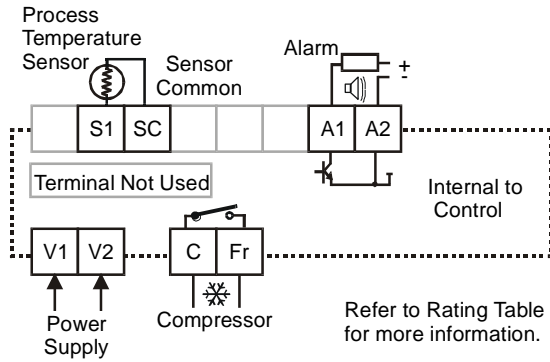 Process
Temperature
Sensor
Sensor
Common
Alarm
+
-
S1 SC A1 A2
Terminal Not Used
Internal to
Control
V1 V2 C Fr
Power
Supply
Compressor
Refer to Rating Table
for more information.